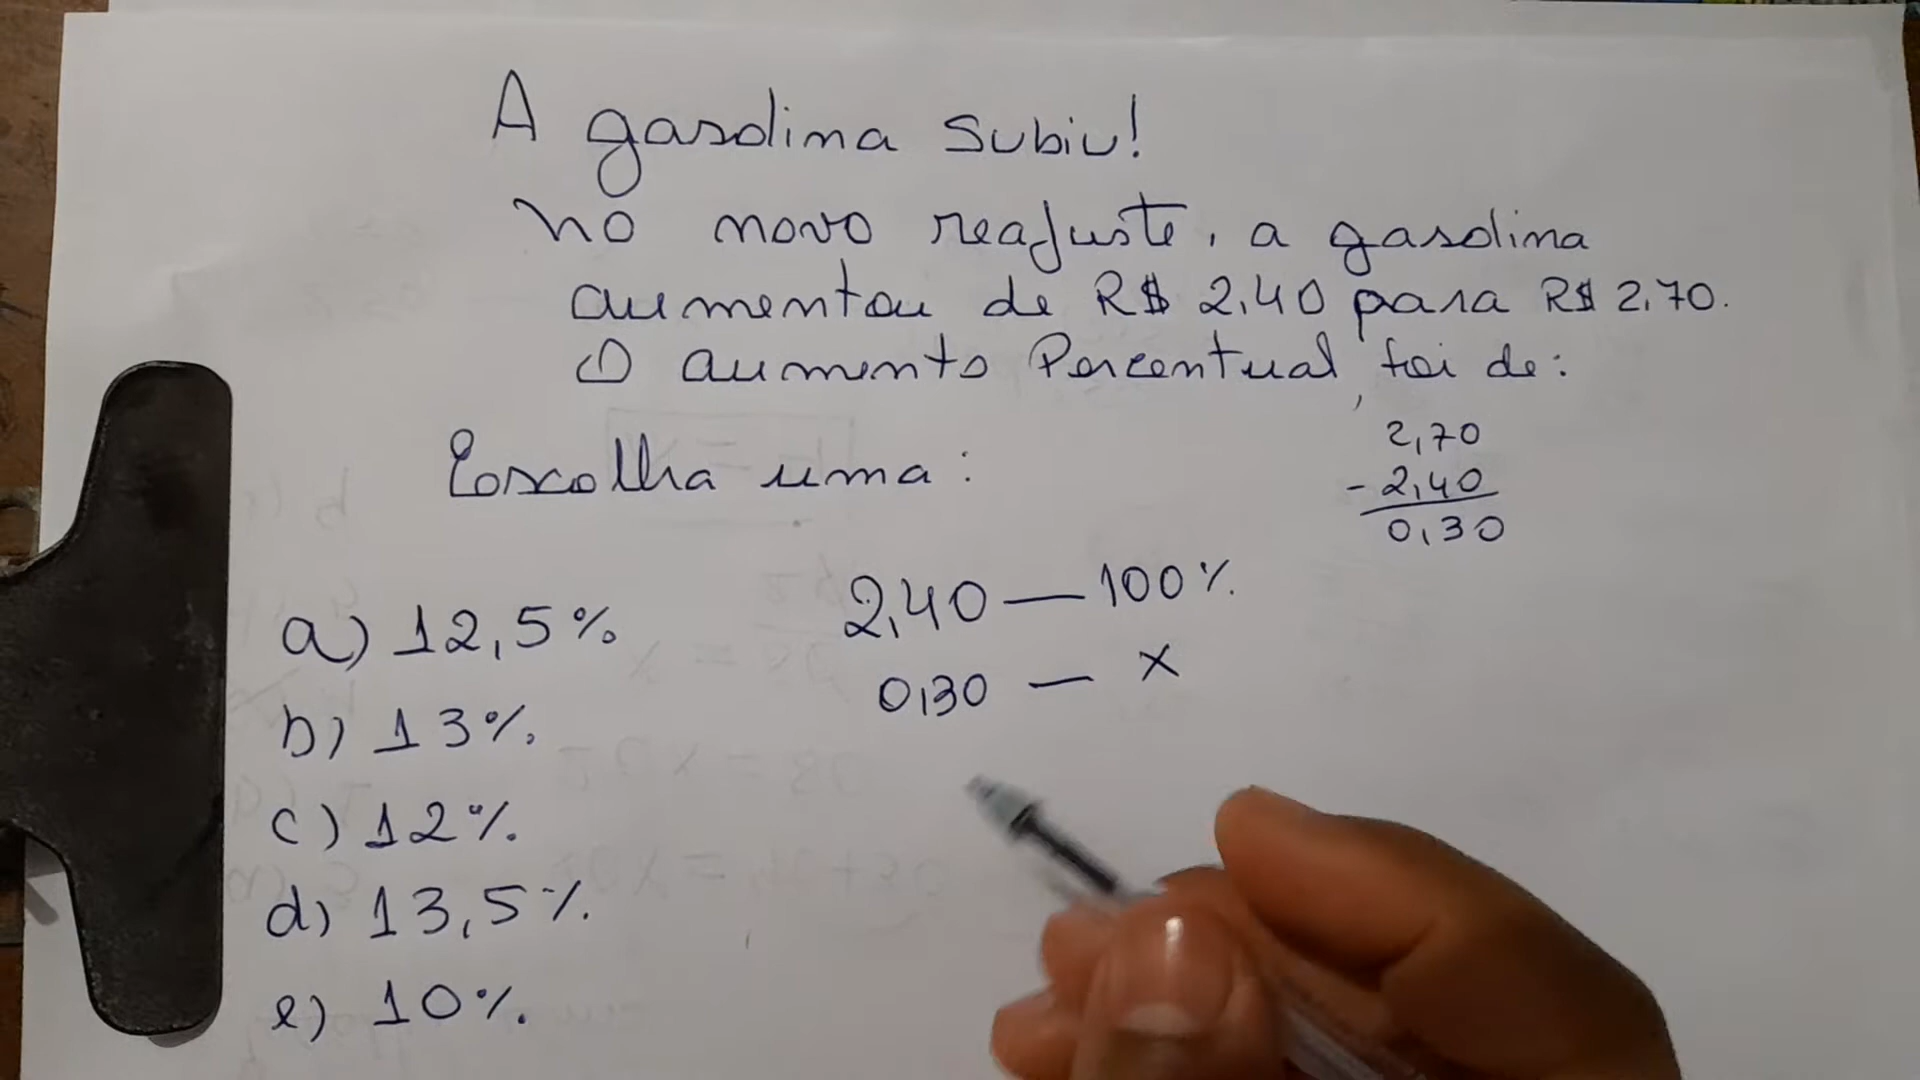 A gasolina subiu!
No novo reajuste, a gasolina
aumentou de R$ 2,40 para R$ 2,70.
O aumento Percentual foi de:
Escolha uma:
2,70
- 2,40
0,30
2,40 — 100%
0,30 — x
a) 12,5%
b) 13%
c) 12%
d) 13,5%
e) 10%